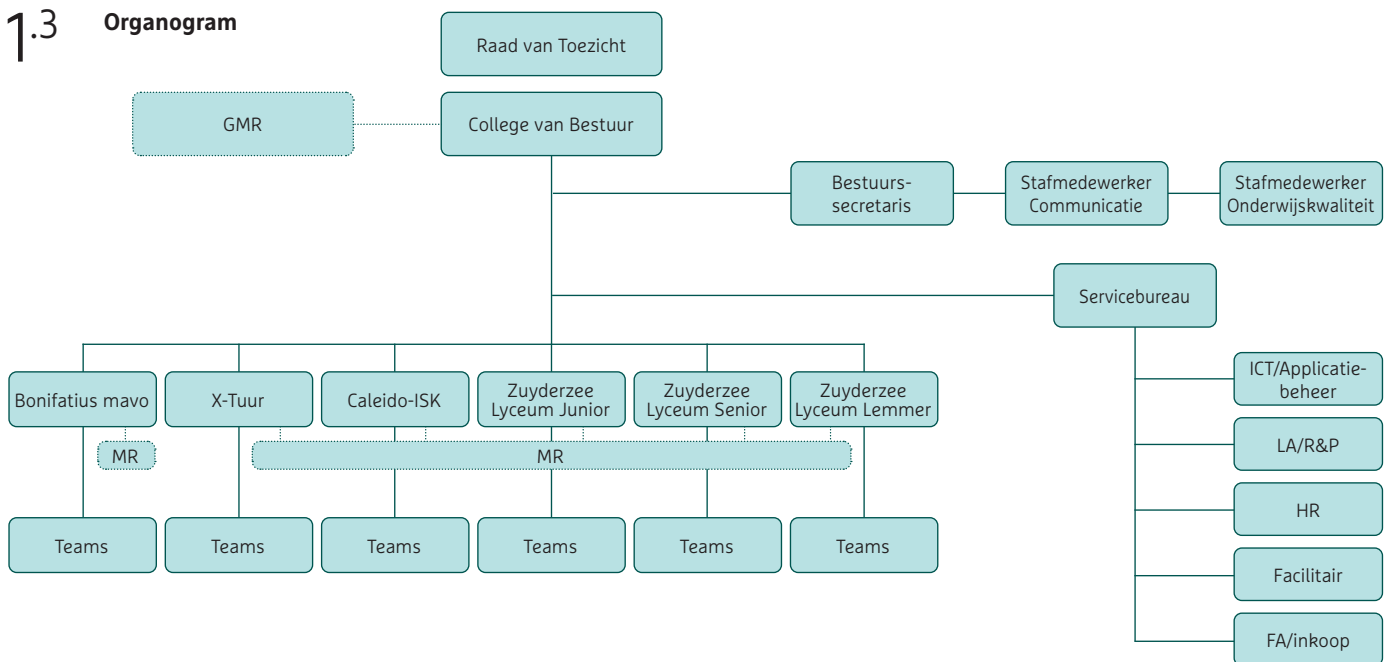 1.3 Organogram
Raad van Toezicht
GMR
College van Bestuur
Bestuurs-
secretaris
Stafmedewerker
Communicatie
Stafmedewerker
Onderwijskwaliteit
Servicebureau
Bonifatius mavo
X-Tuur
Caleido-ISK
Zuyderzee
Lyceum Junior
Zuyderzee
Lyceum Senior
Zuyderzee
Lyceum Lemmer
MR
MR
Teams
Teams
Teams
Teams
Teams
Teams
ICT/Applicatie-
beheer
LA/R&P
HR
Facilitair
FA/inkoop